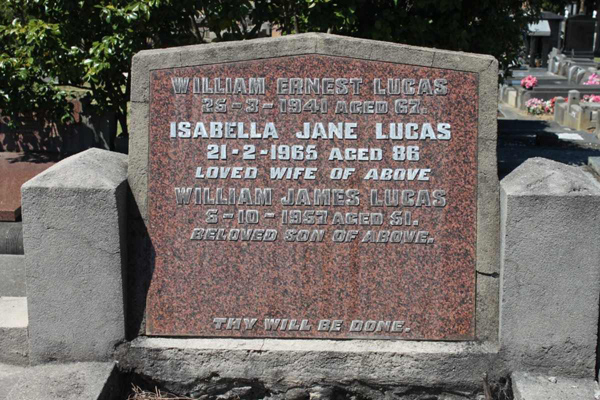 WILLIAM ERNEST LUCAS
25-3-1941 AGED 67.
ISABELLA JANE LUCAS
21-2-1965 AGED 86
LOVED WIFE OF ABOVE
WILLIAM JAMES LUCAS
5-10-1957 AGED 51.
BELOVED SON OF ABOVE.
THY WILL BE DONE.